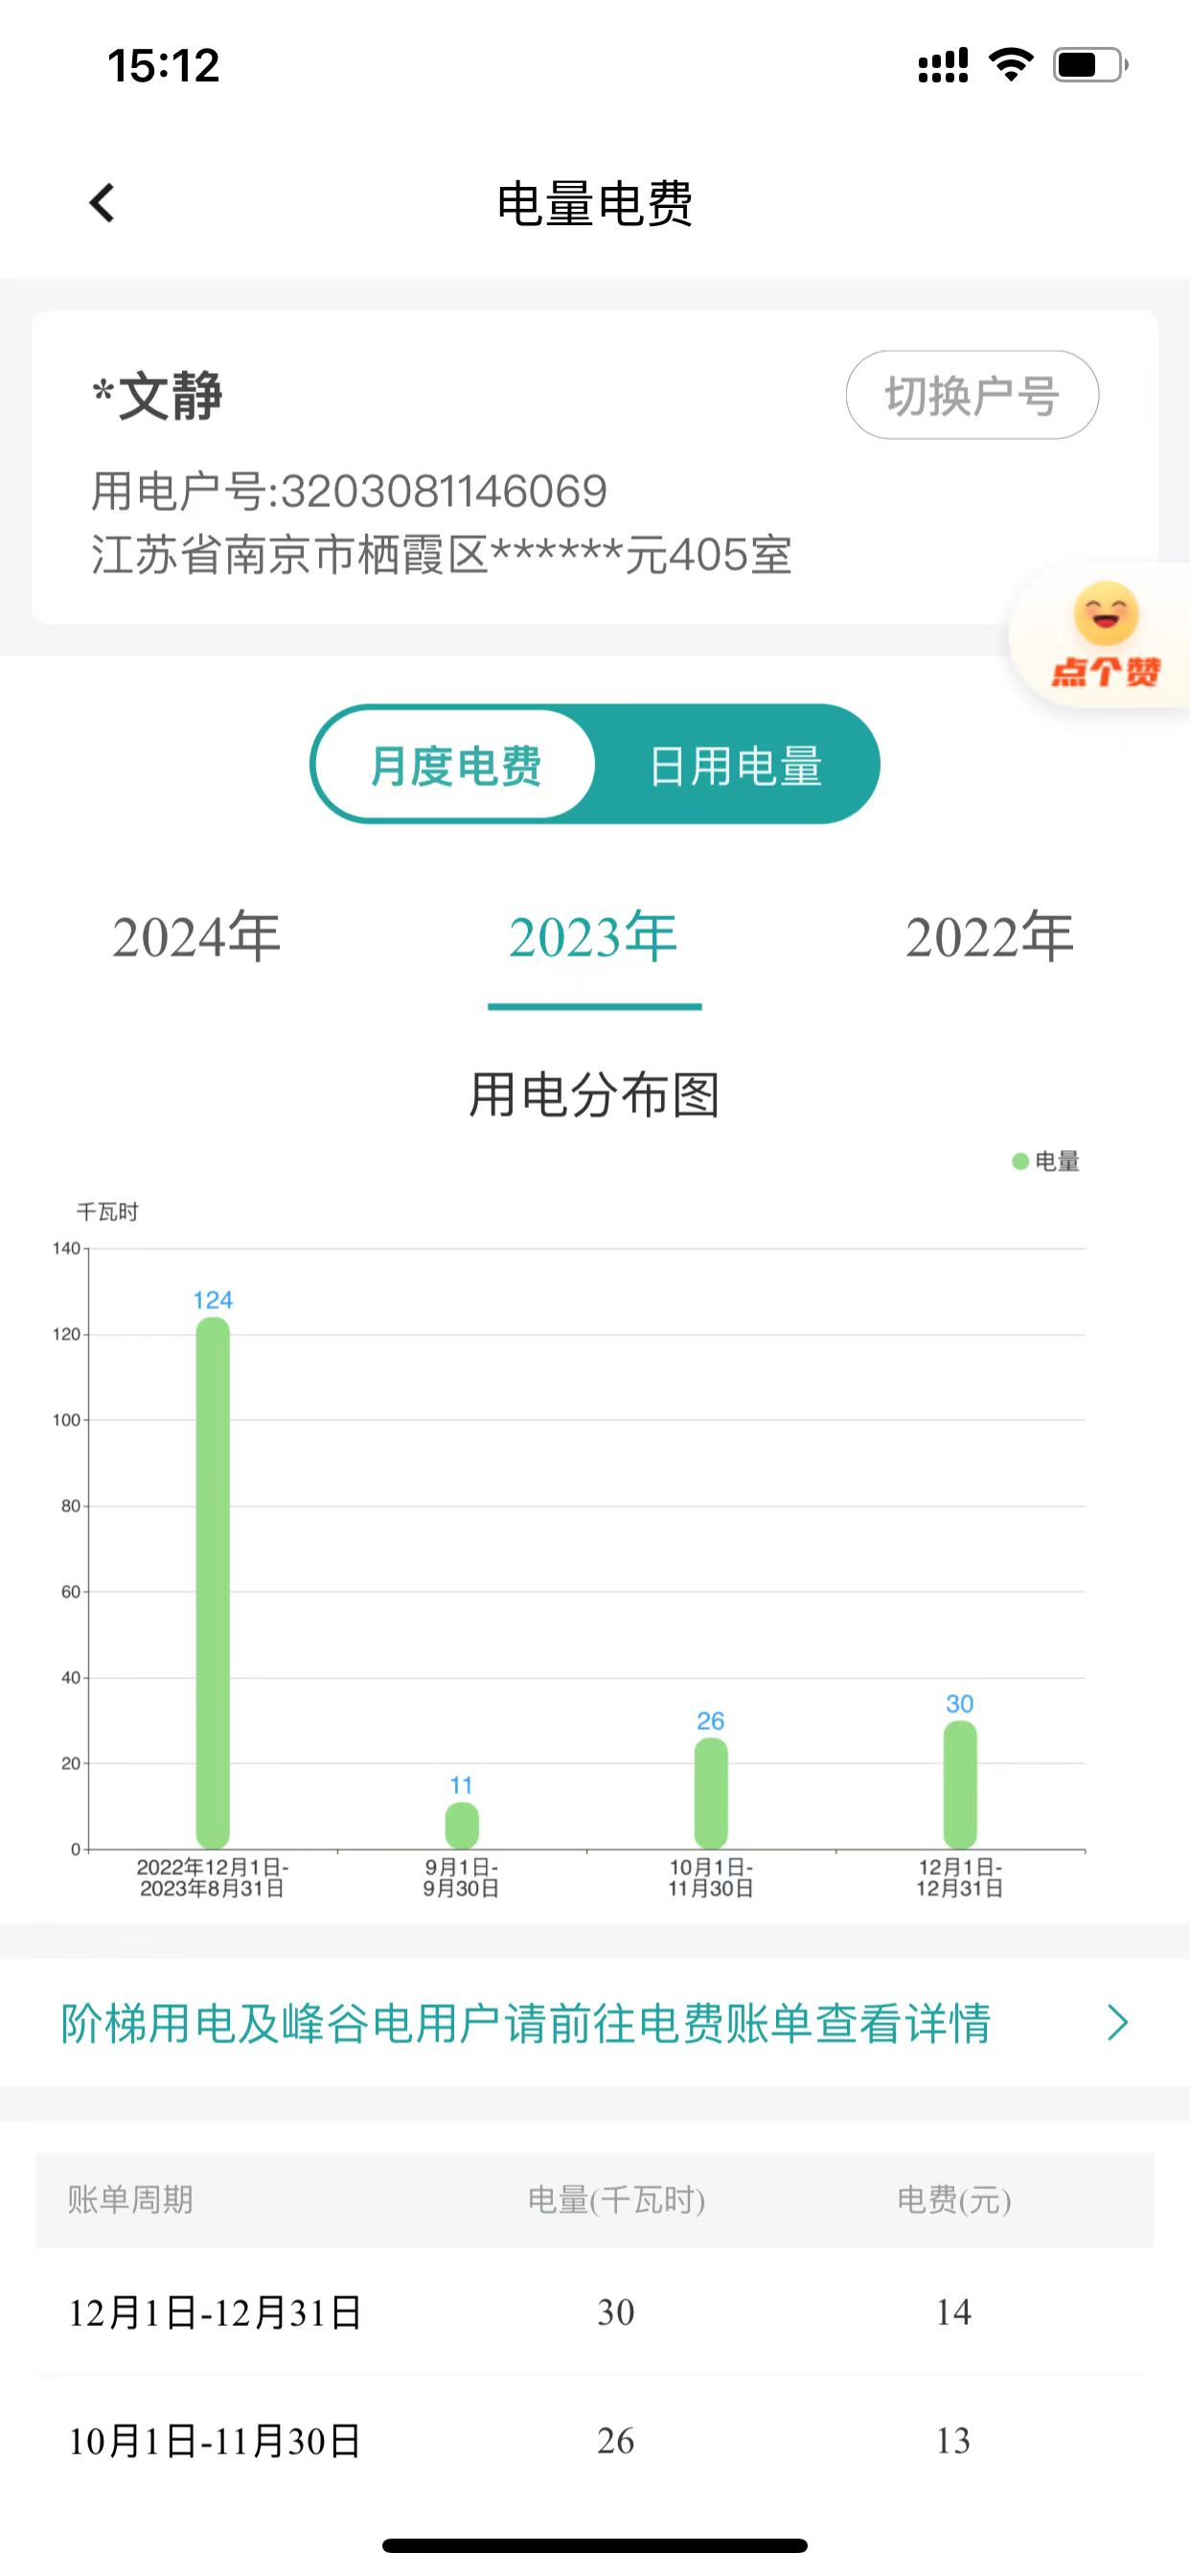 15:12
电量电费
*文静
切换户号
用电户号:3203081146069
江苏省南京市栖霞区******元405室
点个赞
月度电费
日用电量
2024年
2023年
2022年
用电分布图
电量
千瓦时
140
120
100
80
60
40
20
0
124
11
26
30
2022年12月1日-
2023年8月31日
9月1日-
9月30日
10月1日-
11月30日
12月1日-
12月31日
阶梯用电及峰谷电用户请前往电费账单查看详情
账单周期 电量(千瓦时) 电费(元)
12月1日-12月31日 30 14
10月1日-11月30日 26 13